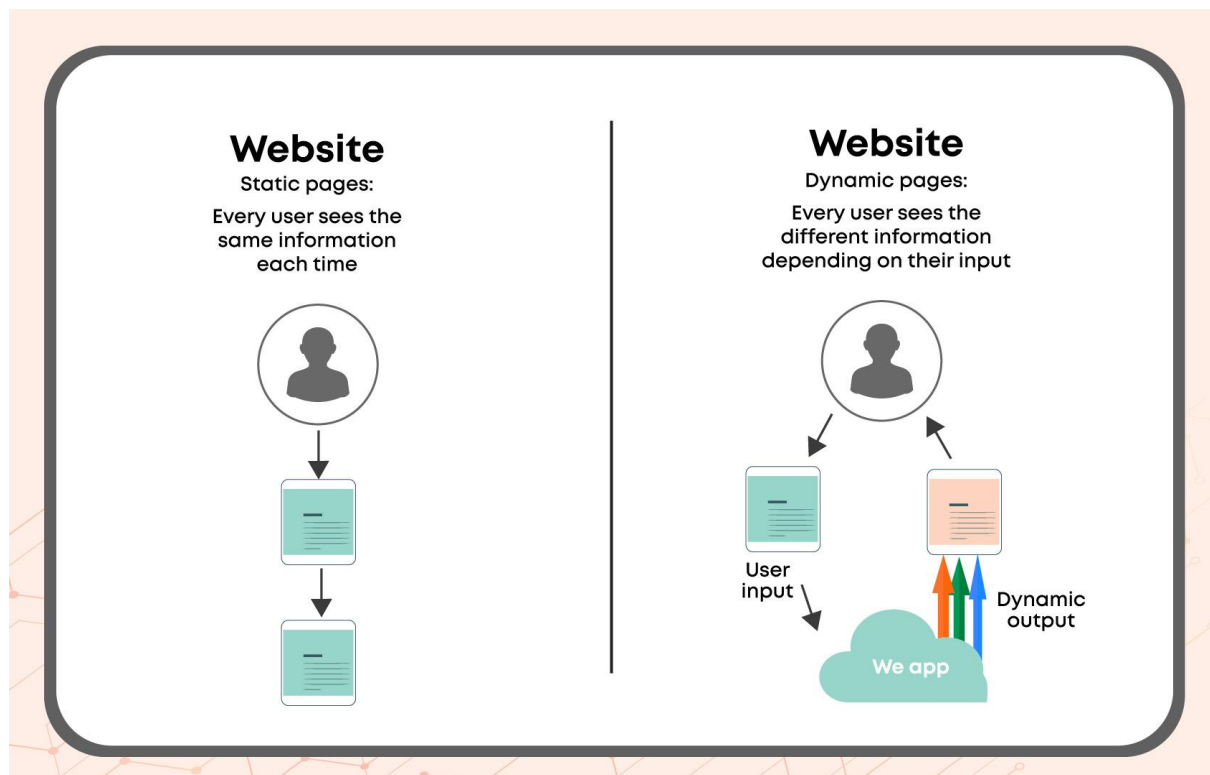 Website
Static pages:
Every user sees the
same information
each time
Website
Dynamic pages:
Every user sees the
different information
depending on their input
User
input
We app
Dynamic
output